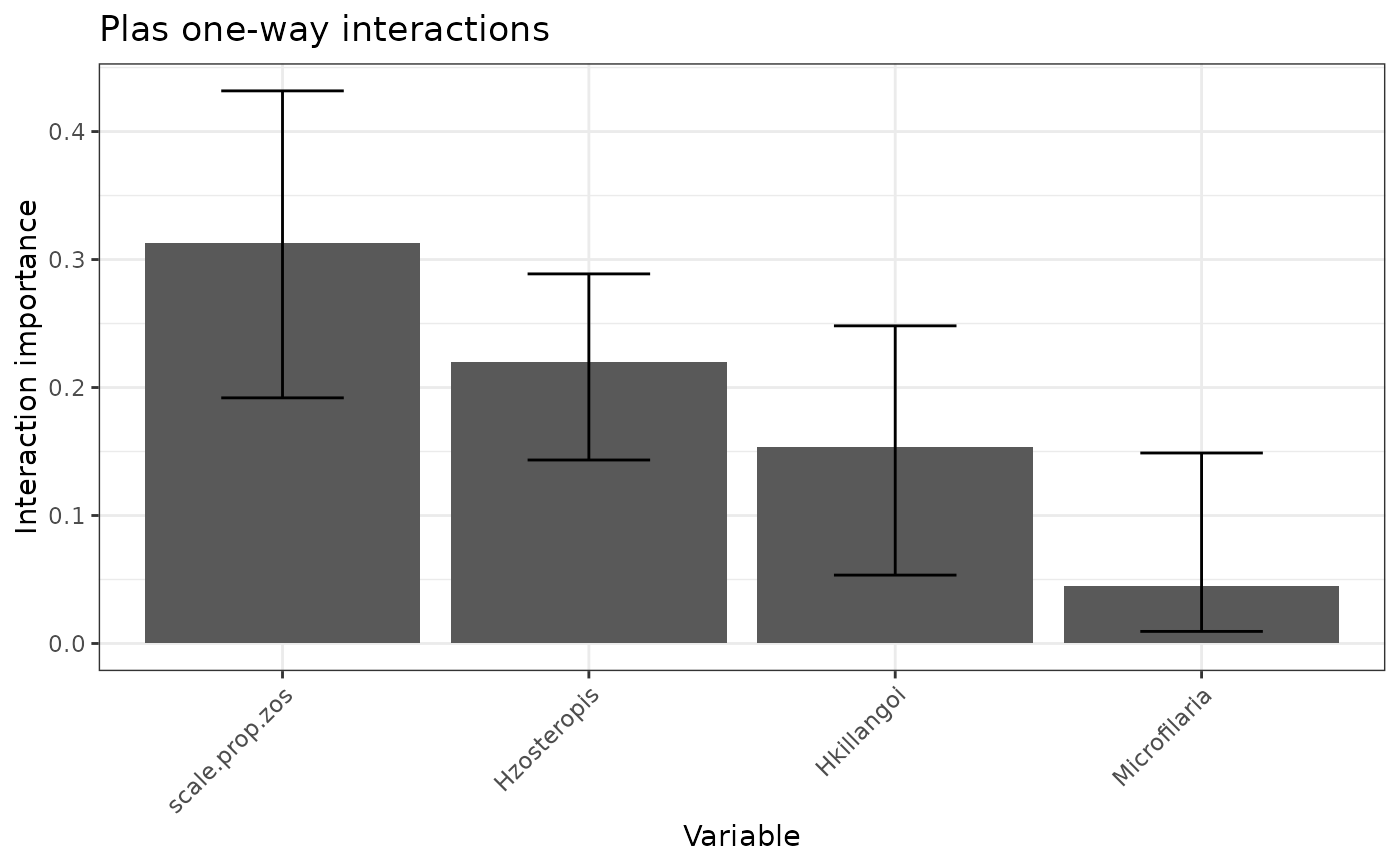 Plas one-way interactions
Interaction importance
0.4
0.3
0.2
0.1
0.0
scale.prop.zos
Hzosteropis
Hkillangoi
Microfilaria
Variable